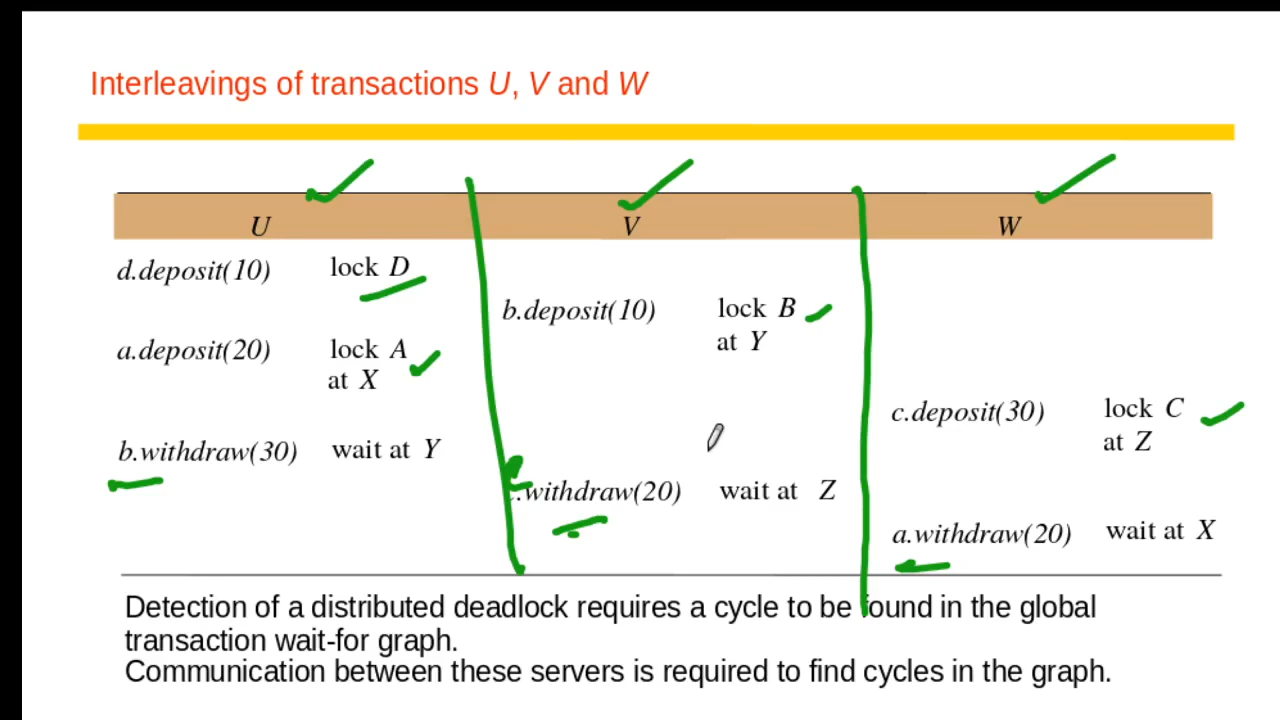 Interleavings of transactions U, V and W
U V W
d.deposit(10) lock D
b.deposit(10) lock B
at Y
a.deposit(20) lock A
at X
c.deposit(30) lock C
at Z
b.withdraw(30) wait at Y
.withdraw(20) wait at Z
a.withdraw(20) wait at X
Detection of a distributed deadlock requires a cycle to be found in the global
transaction wait-for graph.
Communication between these servers is required to find cycles in the graph.